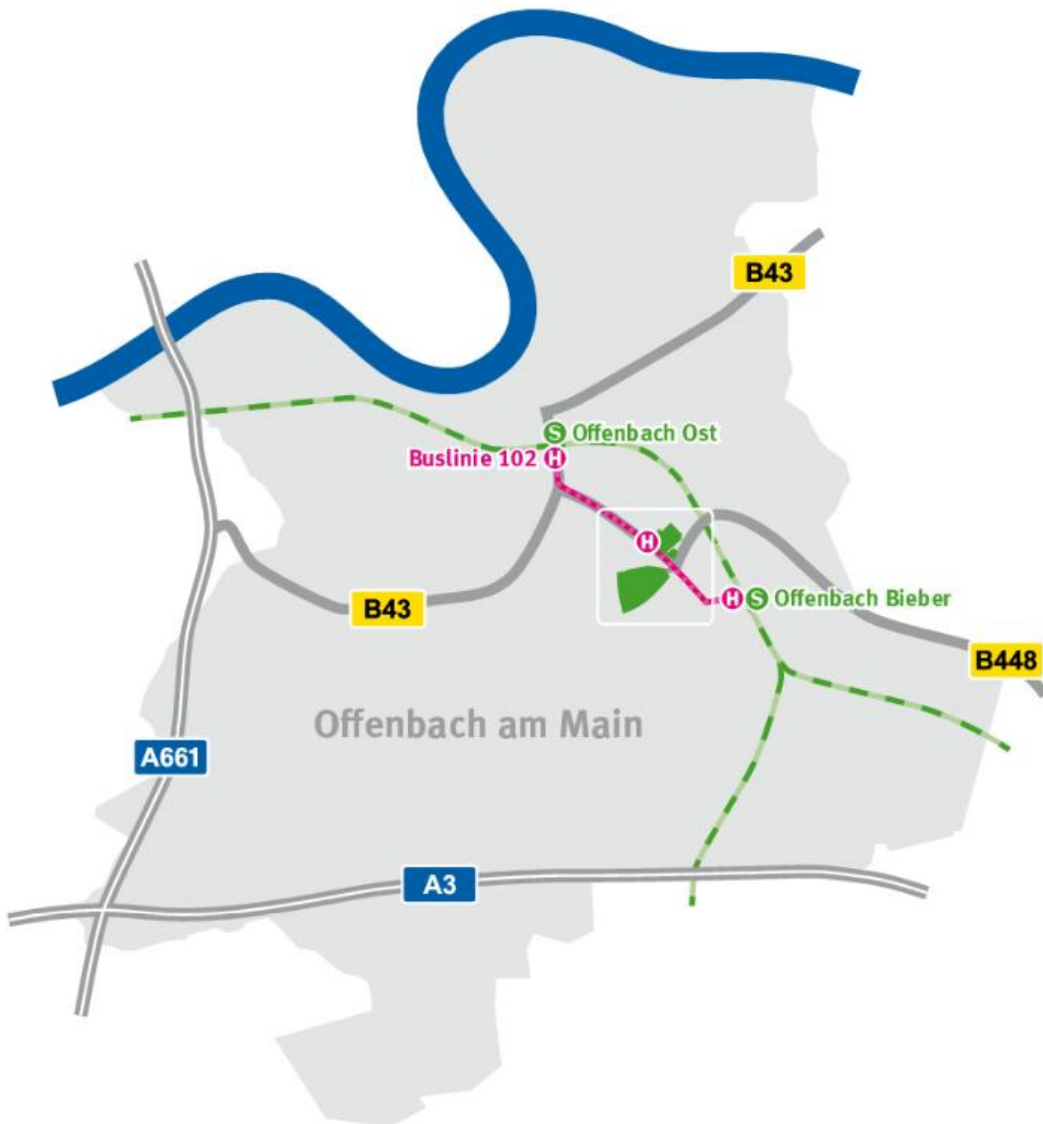 B43
S Offenbach Ost
Buslinie 102 H
H
B43
H S Offenbach Bieber
B448
Offenbach am Main
A661
A3